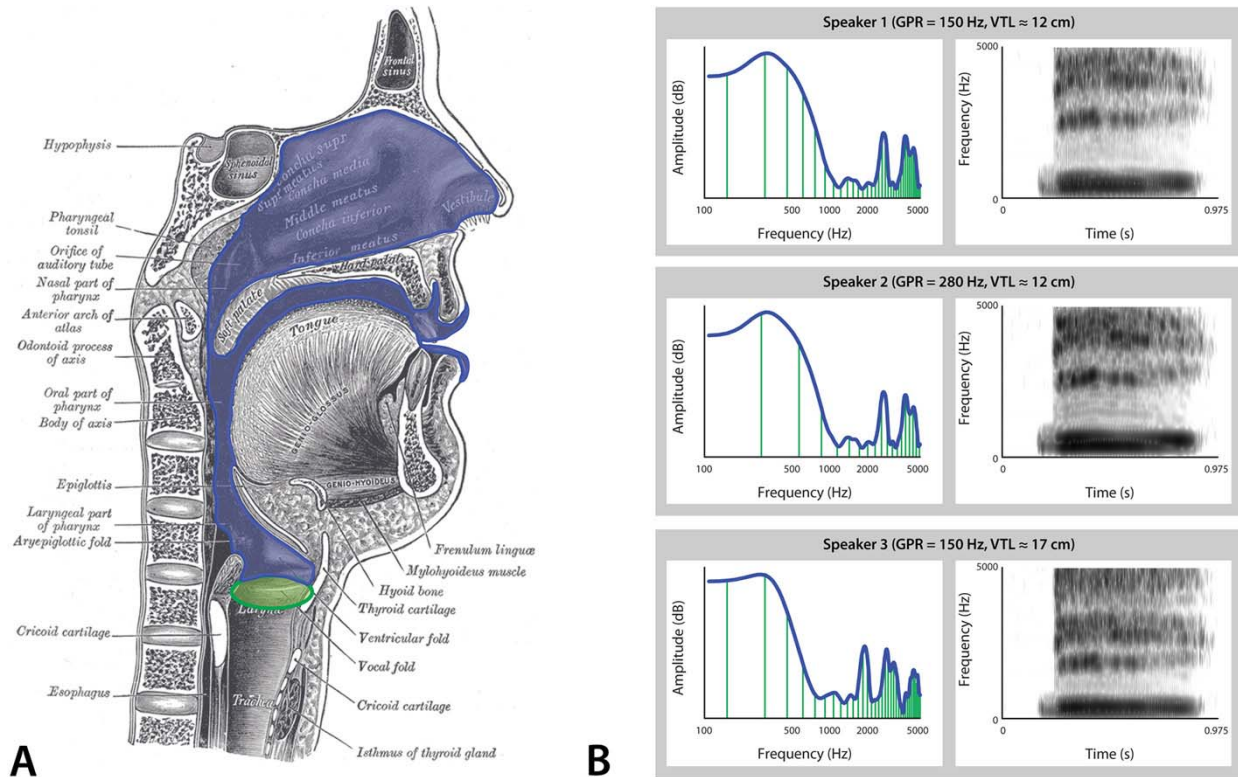 Frontal
sinus
Hypophysis
Sphenoidal
sinus
Concha supr
Supr meatus
Concha media
Middle meatus
Vestibule
Concha inferior
Inferior meatus
Pharyngeal
tonsil
Orifice of
auditory tube
Nasal part of
pharynx
Anterior arch of
atlas
Odontoid process
of axis
Oral part of
pharynx
Body of axis
Epiglottis
Laryngeal part
of pharynx
Aryepiglottic fold
Cricoid cartilage
Esophagus
Hard palate
Soft palate
Tongue
GENIOGLOSSUS
GENIO-HYOIDEUS
Frenulum linguæ
Mylohyoideus muscle
Hyoid bone
Thyroid cartilage
Larynx
Ventricular fold
Vocal fold
Trachea
Cricoid cartilage
Isthmus of thyroid gland
A
B
Speaker 1 (GPR = 150 Hz, VTL ≈ 12 cm)
Amplitude (dB)
100 500 1000 2000 5000
Frequency (Hz)
5000
Frequency (Hz)
0
0 0.975
Time (s)
Speaker 2 (GPR = 280 Hz, VTL ≈ 12 cm)
Amplitude (dB)
100 500 1000 2000 5000
Frequency (Hz)
5000
Frequency (Hz)
0
0 0.975
Time (s)
Speaker 3 (GPR = 150 Hz, VTL ≈ 17 cm)
Amplitude (dB)
100 500 1000 2000 5000
Frequency (Hz)
5000
Frequency (Hz)
0
0 0.975
Time (s)